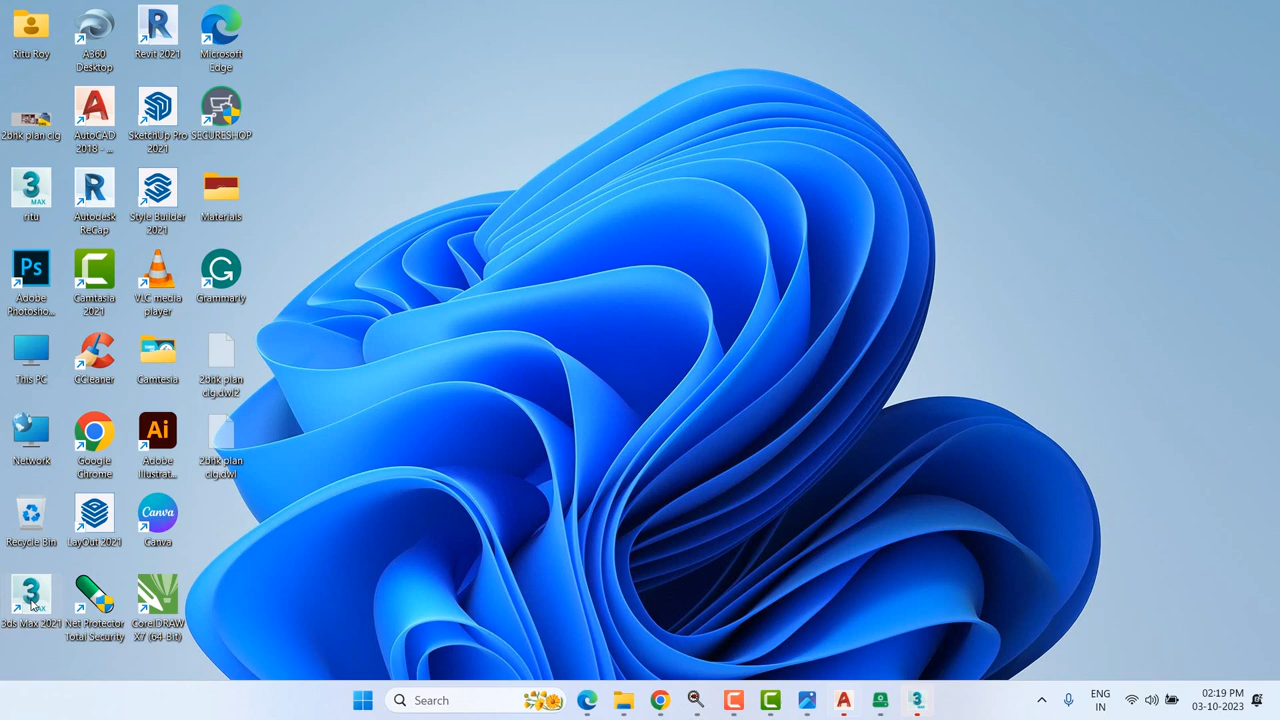 Ritu Roy
A360
Desktop
Revit 2021
Microsoft
Edge
2bhk plan clg
AutoCAD
2018 - ...
SketchUp Pro
2021
SECURESHOP
ritu
Autodesk
ReCap
Style Builder
2021
Materials
Adobe
Photosho...
Camtasia
2021
VLC media
player
Grammarly
This PC
CCleaner
Camtesia
2bhk plan
clg.dwl2
Network
Google
Chrome
Adobe
Illustrat...
2bhk plan
clg.dwl
Recycle Bin
LayOut 2021
Canva
3ds Max 2021
Net Protector
Total Security
CorelDRAW
X7 (64-Bit)
Search
ENG
IN
02:19 PM
03-10-2023